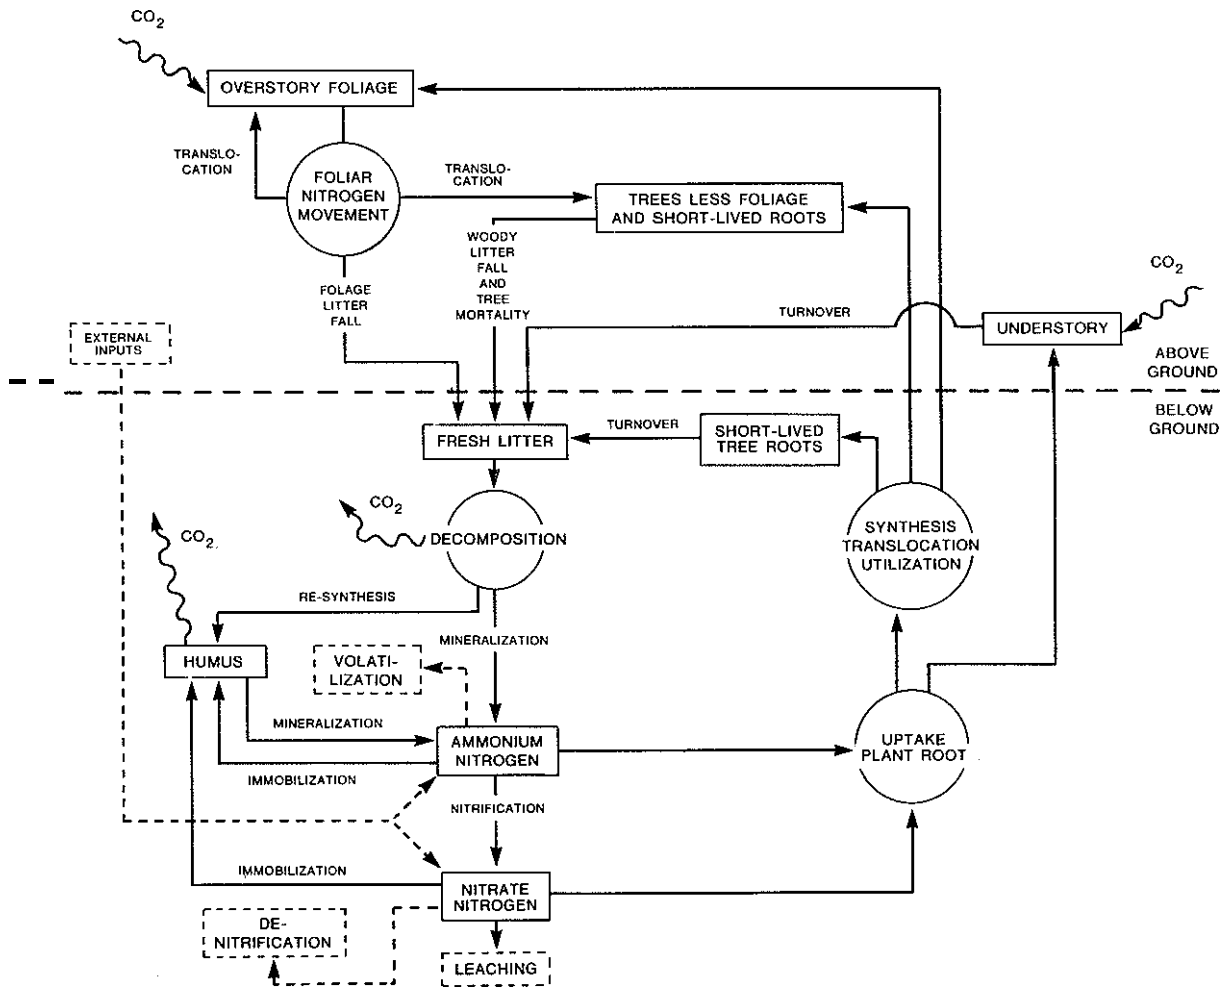 CO2
OVERSTORY FOLIAGE
TRANSLO-
CATION
FOLIAR
NITROGEN
MOVEMENT
TRANSLO-
CATION
TREES LESS FOLIAGE
AND SHORT-LIVED ROOTS
WOODY
LITTER
FALL
AND
TREE
MORTALITY
FOLAGE
LITTER
FALL
CO2
TURNOVER
UNDERSTORY
EXTERNAL
INPUTS
ABOVE
GROUND
BELOW
GROUND
FRESH LITTER
TURNOVER
SHORT-LIVED
TREE ROOTS
CO2
CO2
DECOMPOSITION
SYNTHESIS
TRANSLOCATION
UTILIZATION
RE-SYNTHESIS
MINERALIZATION
HUMUS
VOLATI-
LIZATION
MINERALIZATION
AMMONIUM
NITROGEN
UPTAKE
PLANT ROOT
IMMOBILIZATION
NITRIFICATION
IMMOBILIZATION
NITRATE
NITROGEN
DE-
NITRIFICATION
LEACHING